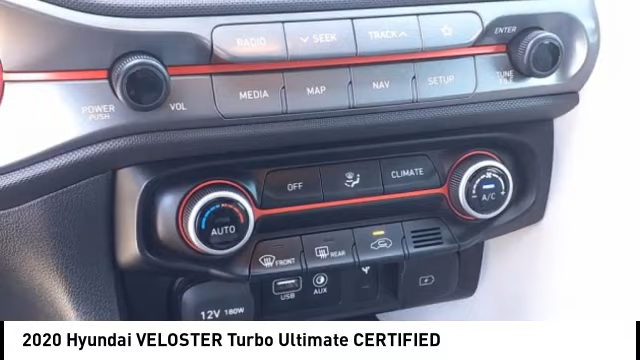 RADIO
SEEK
TRACK
ENTER
MEDIA
MAP
NAV
SETUP
TUNE
FILE
POWER
PUSH
VOL
OFF
CLIMATE
AUTO
A/C
FRONT
REAR
USB
AUX
12V 180W
2020 Hyundai VELOSTER Turbo Ultimate CERTIFIED